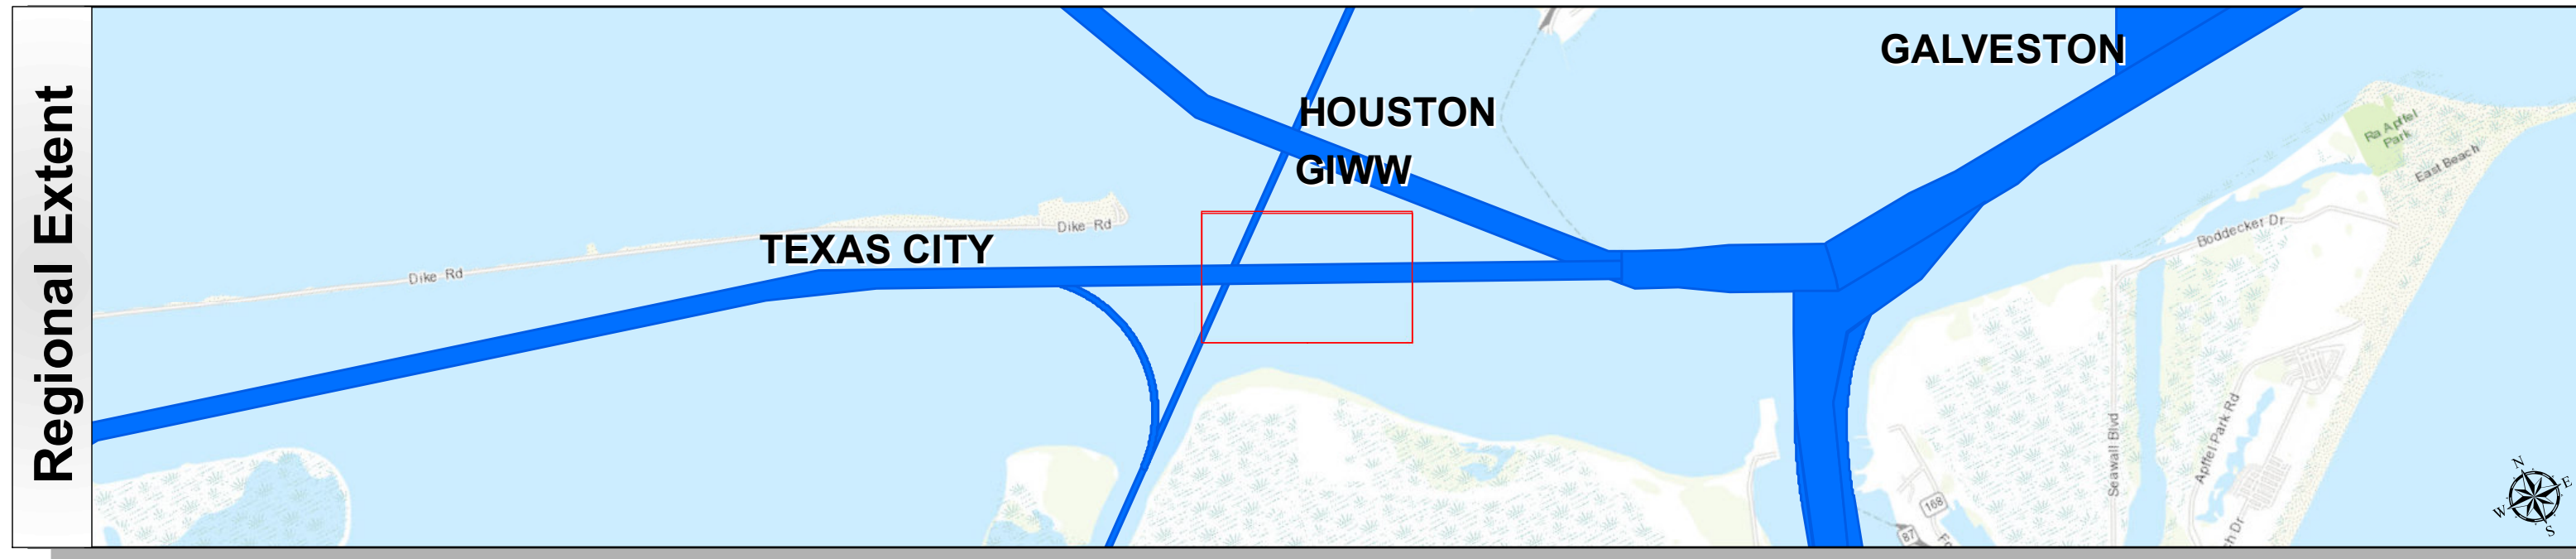 Regional Extent
GALVESTON
HOUSTON
GIWW
TEXAS CITY
Dike Rd
Dike Rd
Ra Apffel
Park
East Beach
Boddecker Dr
Seawall Blvd
Apffel Park Rd
168
87
N
E
W
S